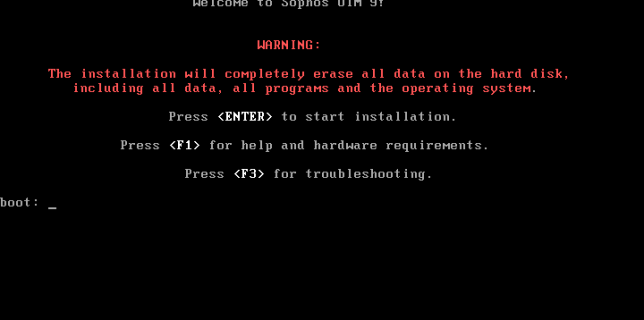 Welcome to Sophos UTM 9!
WARNING:
The installation will completely erase all data on the hard disk,
including all data, all programs and the operating system.
Press <ENTER> to start installation.
Press <F1> for help and hardware requirements.
Press <F3> for troubleshooting.
boot: _